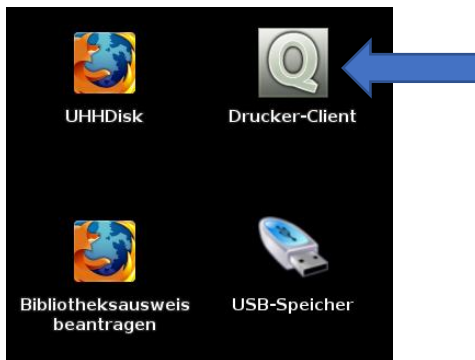 Q
UHHDisk
Drucker-Client
Bibliotheksausweis
beantragen
USB-Speicher